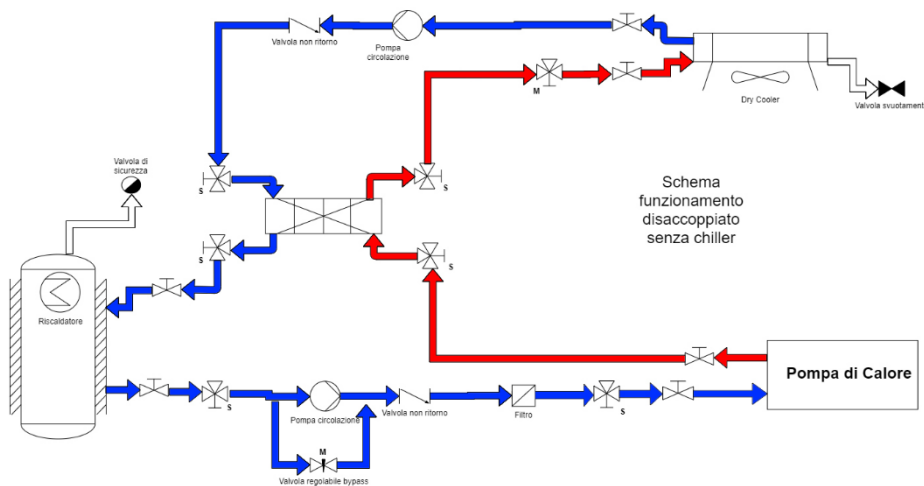 Valvola non ritorno
Pompa
circolazione
M
Dry Cooler
Valvola svuotament
Valvola di
sicurezza
S
S
Schema
funzionamento
disaccoppiato
senza chiller
S
S
Riscaldatore
Pompa di Calore
S
Pompa circolazione
Valvola non ritorno
Filtro
S
M
Valvola regolabile bypass